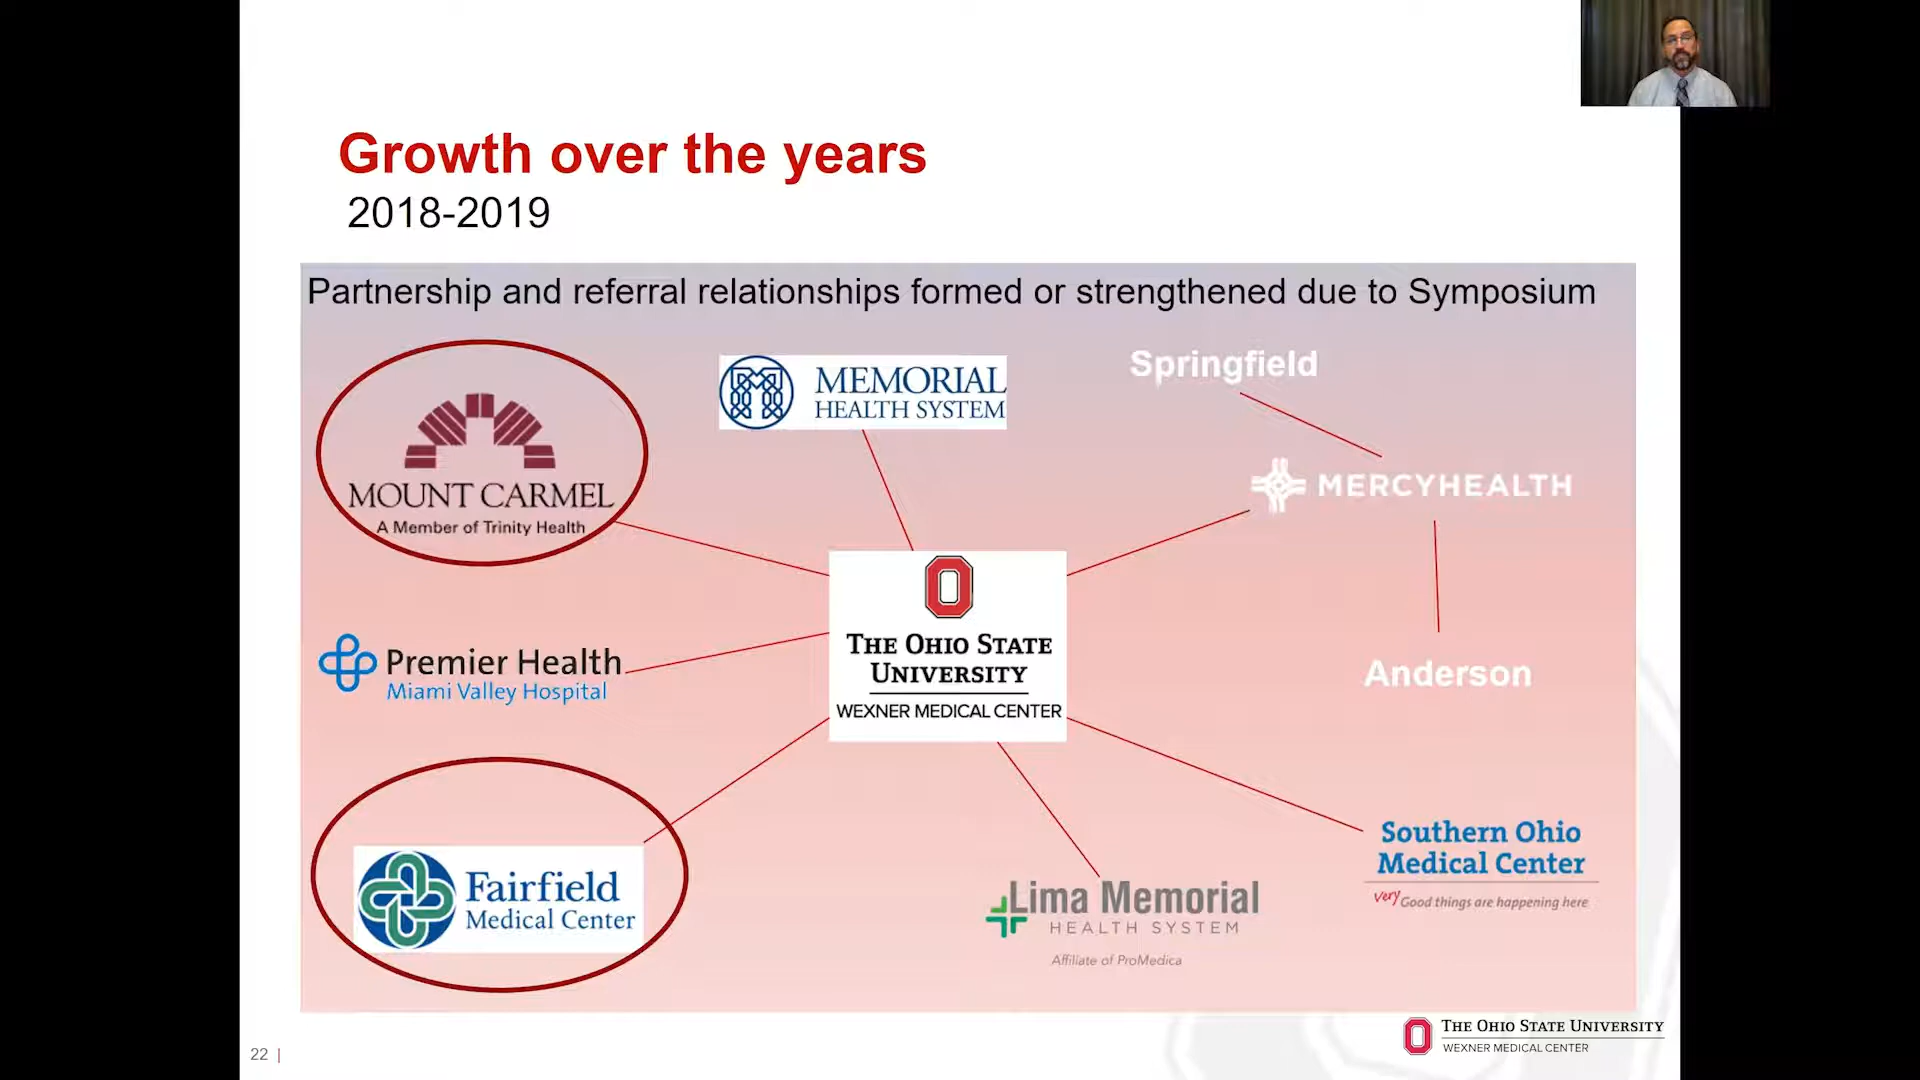 Growth over the years
2018-2019
Partnership and referral relationships formed or strengthened due to Symposium
MOUNT CARMEL
A Member of Trinity Health
MEMORIAL
HEALTH SYSTEM
Springfield
MERCYHEALTH
THE OHIO STATE
UNIVERSITY
WEXNER MEDICAL CENTER
Premier Health
Miami Valley Hospital
Anderson
Fairfield
Medical Center
Lima Memorial
HEALTH SYSTEM
Affiliate of ProMedica
Southern Ohio
Medical Center
very Good things are happening here
22 |
THE OHIO STATE UNIVERSITY
WEXNER MEDICAL CENTER